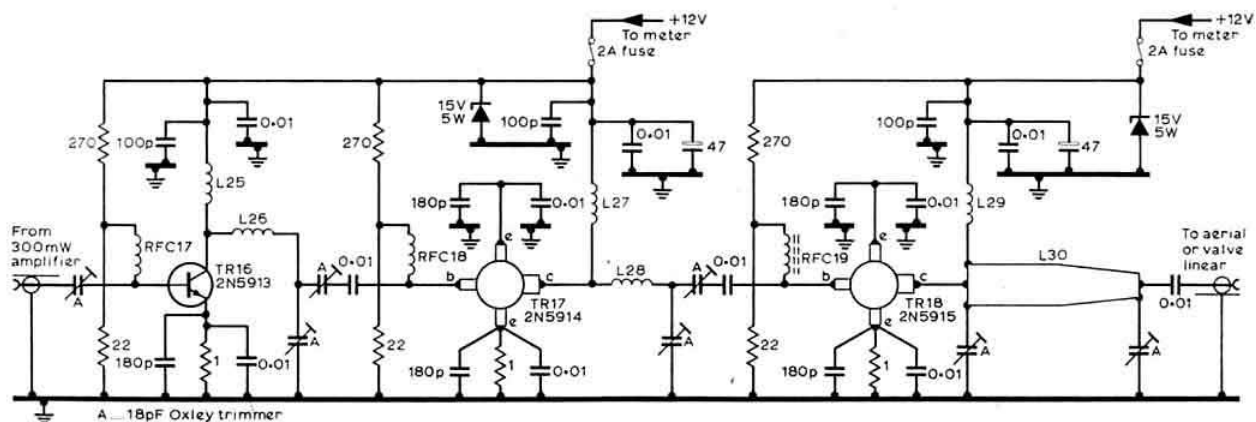 +12V
To meter
2A fuse
+12V
To meter
2A fuse
270
100p
0·01
270
15V
5W
100p
0·01
47
270
100p
0·01
47
15V
5W
L25
L26
180p
0·01
L27
180p
0·01
L29
From
300mW
amplifier
RFC17
TR16
2N5913
A
A
0·01
RFC18
e
b
c
TR17
2N5914
e
L28
A
0·01
RFC19
e
b
c
TR18
2N5915
e
L30
To aerial
or valve
linear
0·01
22
180p
1
0·01
A
22
180p
1
0·01
A
22
180p
1
0·01
A
A
A ....18pF Oxley trimmer